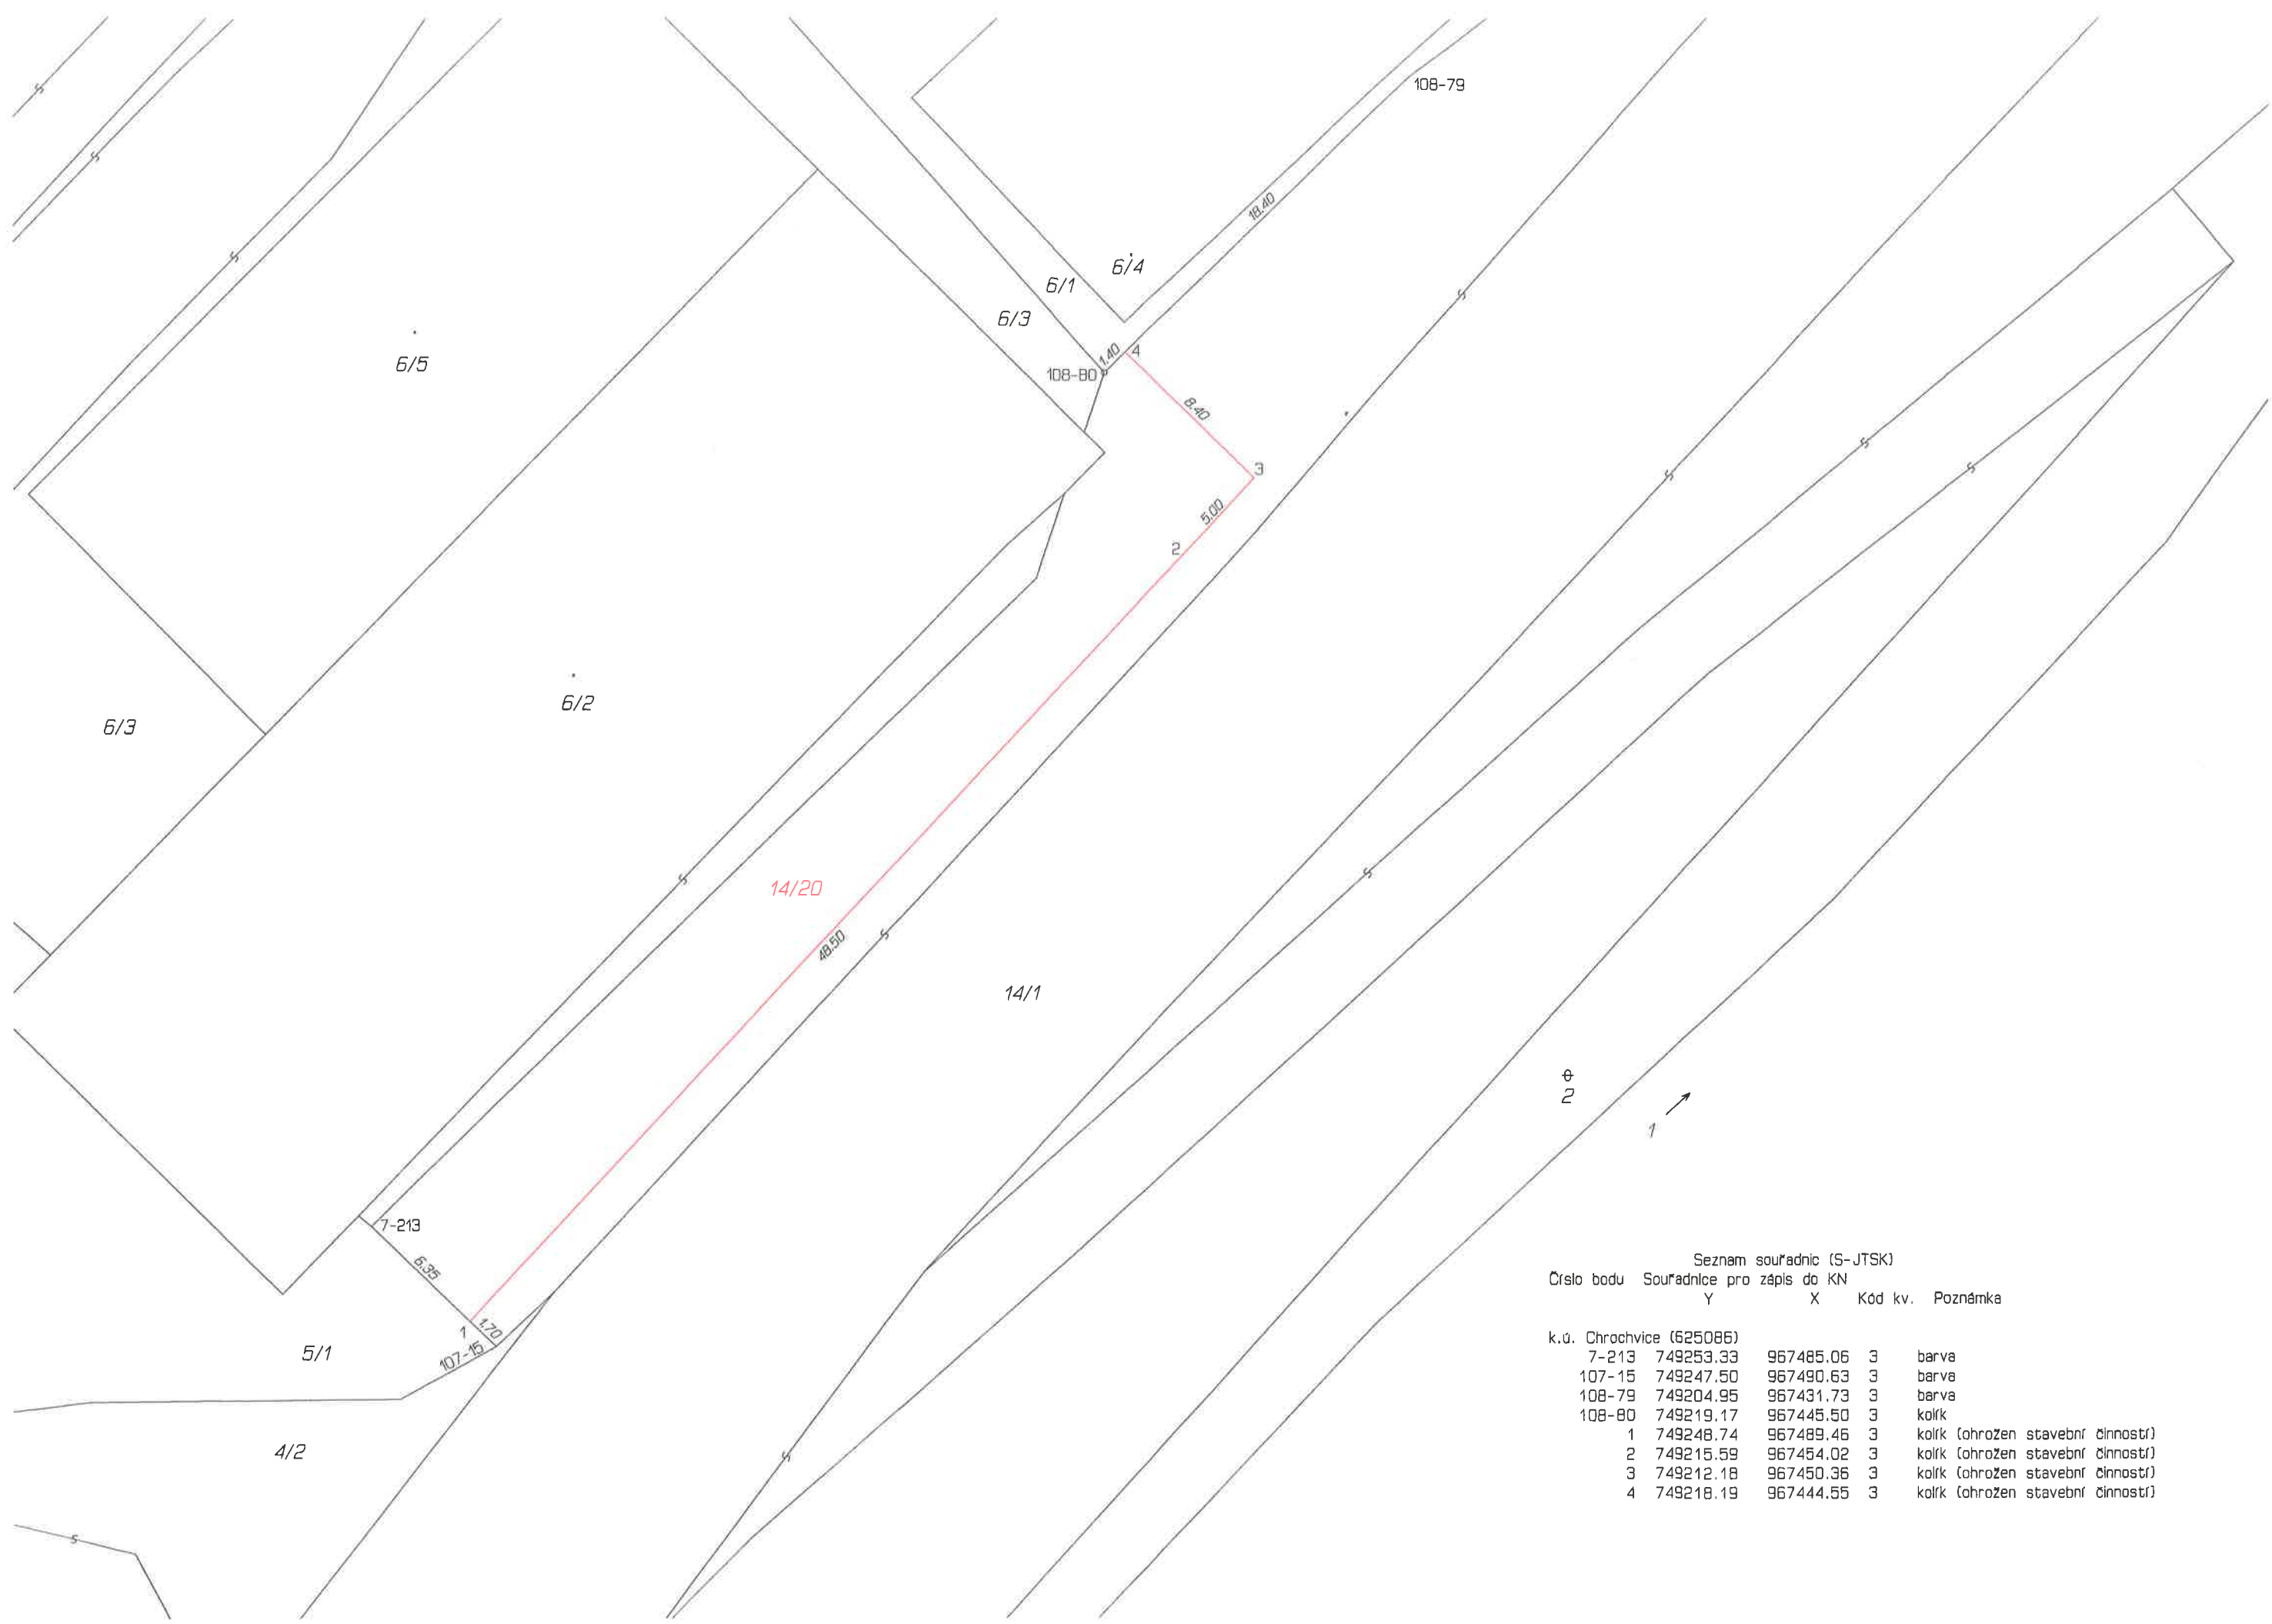 108-79
18.40
6/4
6/1
6/3
6/5
1.40
4
108-80
8.40
3
5.00
2
6/2
6/3
14/20
48.50
14/1
2
1
7-213
6.35
1
1.70
107-15
5/1
4/2
Seznam souřadnic (S-JTSK)
Číslo bodu Souřadnice pro zápis do KN
Y X Kód kv. Poznámka
k.ú. Chrochvice (625086)
7-213 749253.33 967485.06 3 barva
107-15 749247.50 967490.63 3 barva
108-79 749204.95 967431.73 3 barva
108-80 749219.17 967445.50 3 kolík
1 749248.74 967489.46 3 kolík (ohrožen stavební činností)
2 749215.59 967454.02 3 kolík (ohrožen stavební činností)
3 749212.18 967450.36 3 kolík (ohrožen stavební činností)
4 749218.19 967444.55 3 kolík (ohrožen stavební činností)